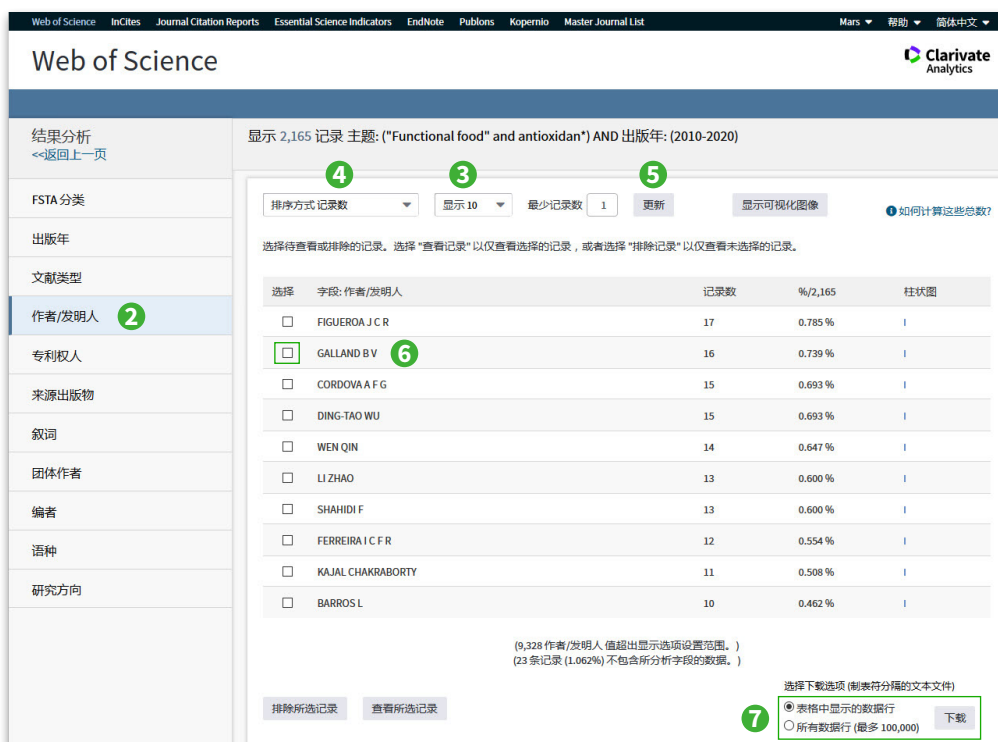 Web of Science InCites Journal Citation Reports Essential Science Indicators EndNote Publons Kopernio Master Journal List Mars 帮助 简体中文
Web of Science
Clarivate
Analytics
结果分析
<<返回上一页
显示 2,165 记录 主题: ("Functional food" and antioxidan*) AND 出版年: (2010-2020)
FSTA 分类
出版年
文献类型
作者/发明人 2
专利权人
来源出版物
叙词
团体作者
编者
语种
研究方向
4 3 5
排序方式 记录数 显示 10 最少记录数 1 更新 显示可视化图像 如何计算这些总数?
选择待查看或排除的记录。选择 "查看记录" 以仅查看选择的记录，或者选择 "排除记录" 以仅查看未选择的记录。
选择 字段: 作者/发明人 记录数 %/2,165 柱状图
FIGUEROA J C R 17 0.785 %
GALLAND B V 6 16 0.739 %
CORDOVA A F G 15 0.693 %
DING-TAO WU 15 0.693 %
WEN QIN 14 0.647 %
LI ZHAO 13 0.600 %
SHAHIDI F 13 0.600 %
FERREIRA I C F R 12 0.554 %
KAJAL CHAKRABORTY 11 0.508 %
BARROS L 10 0.462 %
(9,328 作者/发明人 值超出显示选项设置范围。)
(23 条记录 (1.062%) 不包含所分析字段的数据。)
排除所选记录 查看所选记录
选择下载选项 (制表符分隔的文本文件)
7 表格中显示的数据行
所有数据行 (最多 100,000)
下载